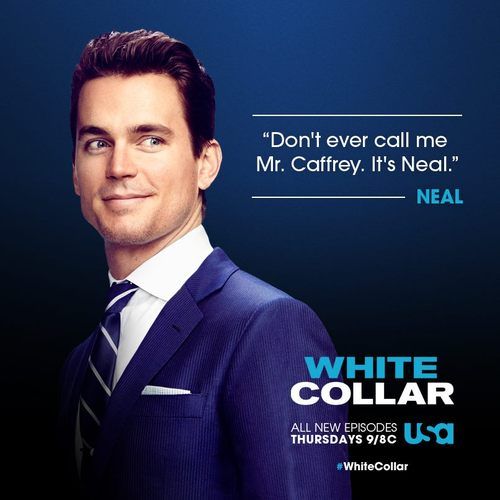 “Don't ever call me
Mr. Caffrey. It's Neal.”
NEAL
WHITE
COLLAR
ALL NEW EPISODES
THURSDAYS 9/8C
usa
#WhiteCollar